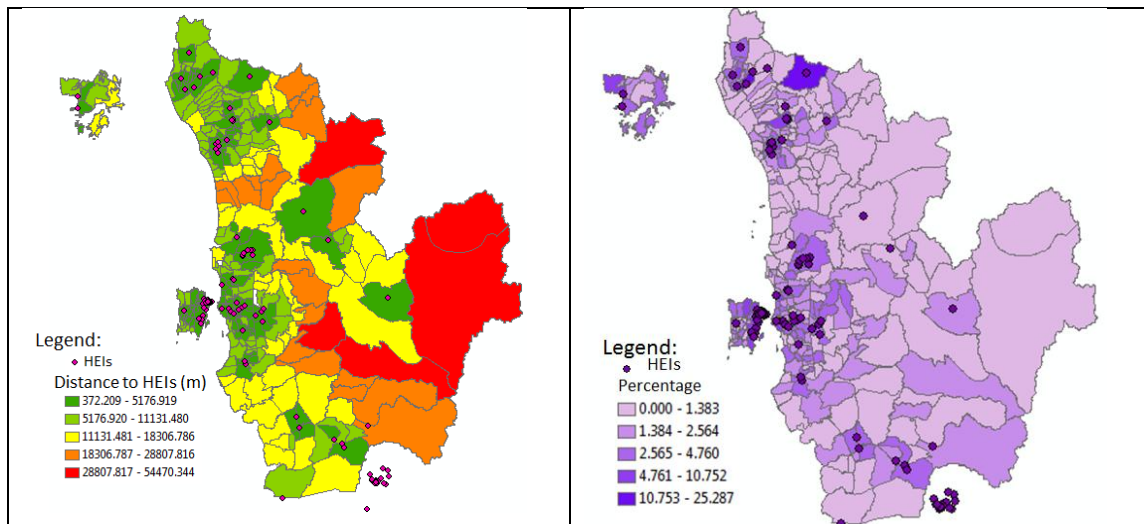 Legend:
HEIs
Distance to HEIs (m)
372.209 - 5176.919
5176.920 - 11131.480
11131.481 - 18306.786
18306.787 - 28807.816
28807.817 - 54470.344
Legend:
HEIs
Percentage
0.000 - 1.383
1.384 - 2.564
2.565 - 4.760
4.761 - 10.752
10.753 - 25.287